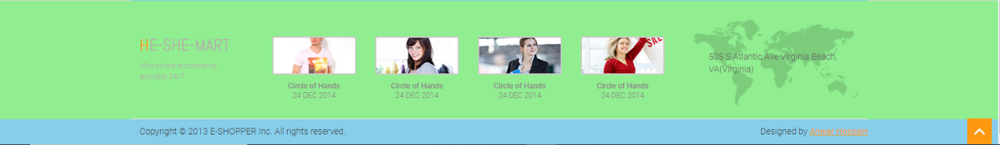 HE-SHE-MART
Mini online ecommerce
availabe 24/7
Circle of Hands
24 DEC 2014
Circle of Hands
24 DEC 2014
Circle of Hands
24 DEC 2014
SALE
Circle of Hands
24 DEC 2014
505 S Atlantic Ave Virginia Beach,
VA(Virginia)
Copyright © 2013 E-SHOPPER Inc. All rights reserved.
Designed by Anwar Hossain